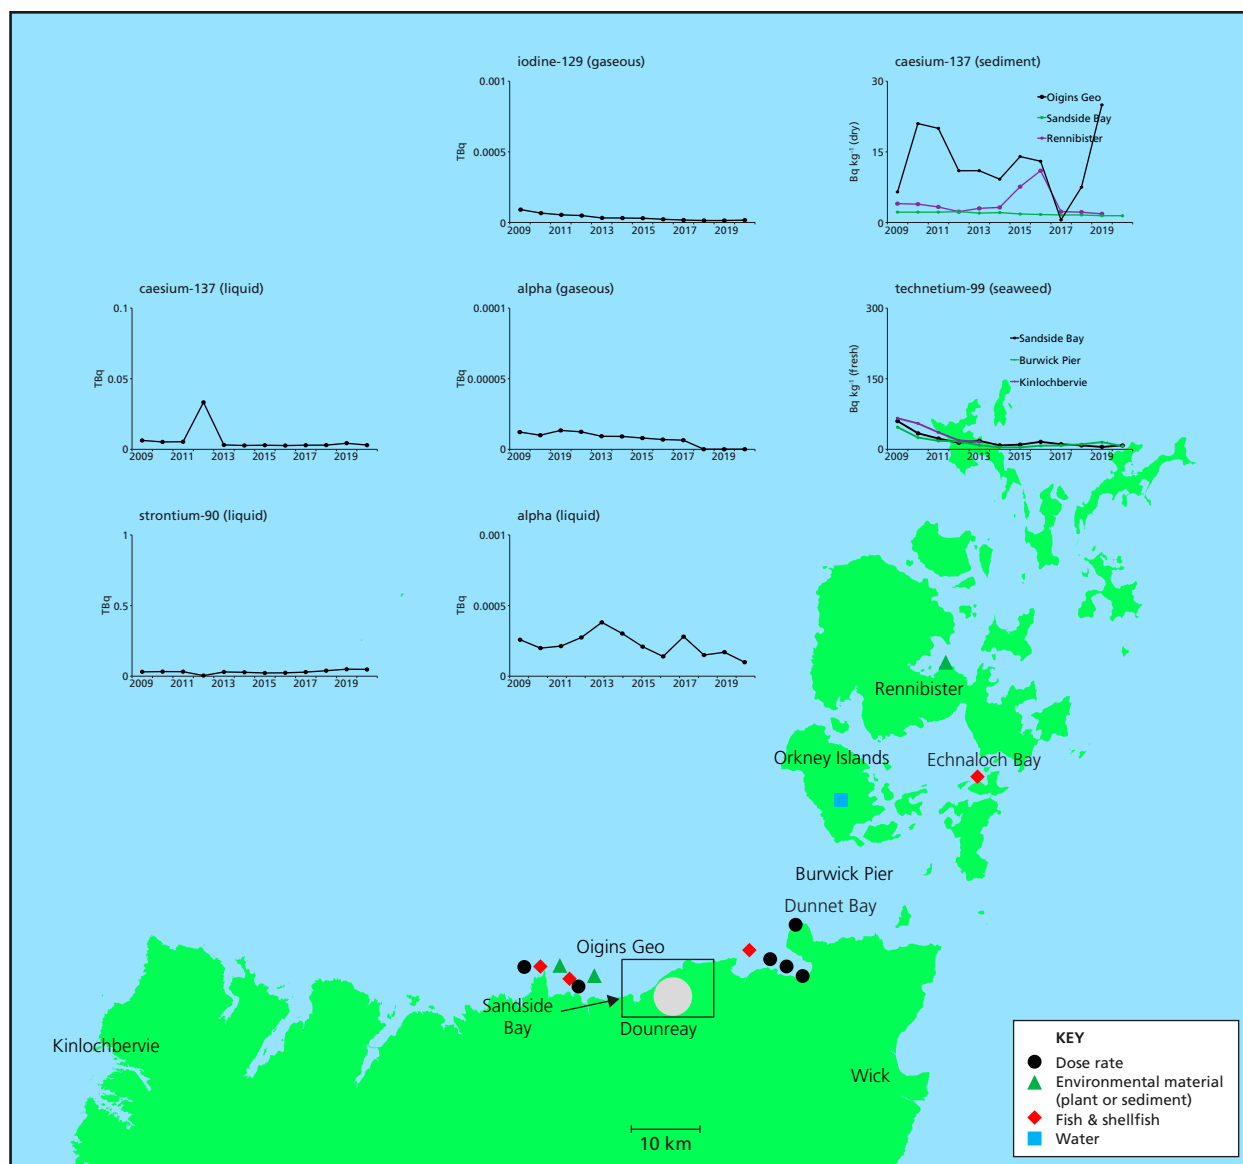 iodine-129 (gaseous)
0.001
0.0005
0
TBq
2009 2011 2013 2015 2017 2019
caesium-137 (sediment)
30
15
0
Bq kg⁻¹ (dry)
Oigins Geo
Sandside Bay
Rennibister
2009 2011 2013 2015 2017 2019
caesium-137 (liquid)
0.1
0.05
0
TBq
2009 2011 2013 2015 2017 2019
alpha (gaseous)
0.0001
0.00005
0
TBq
2009 2011 2013 2015 2017 2019
technetium-99 (seaweed)
300
150
0
Bq kg⁻¹ (fresh)
Sandside Bay
Burwick Pier
Kinlochbervie
2009 2011 2013 2015 2017 2019
strontium-90 (liquid)
1
0.5
0
TBq
2009 2011 2013 2015 2017 2019
alpha (liquid)
0.001
0.0005
0
TBq
2009 2011 2013 2015 2017 2019
Rennibister
Orkney Islands
Echnaloch Bay
Burwick Pier
Dunnet Bay
Oigins Geo
Sandside
Bay
Dounreay
Kinlochbervie
Wick
10 km
KEY
Dose rate
Environmental material
(plant or sediment)
Fish & shellfish
Water